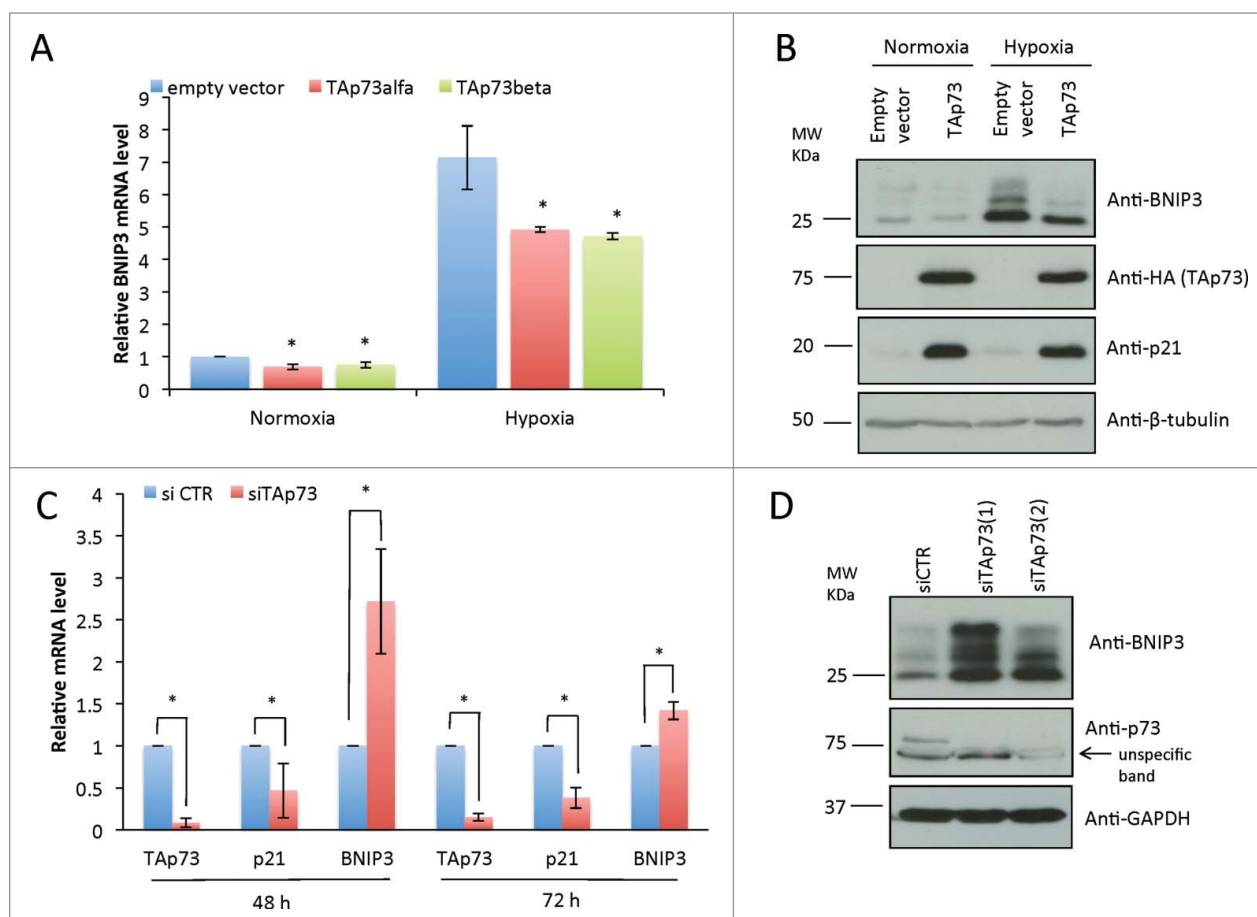 A
empty vector TAp73alfa TAp73beta
Relative BNIP3 mRNA level
9
8
7
6
5
4
3
2
1
0
* * * *
Normoxia Hypoxia
B
Normoxia Hypoxia
Empty vector TAp73 Empty vector TAp73
MW
KDa
25 Anti-BNIP3
75 Anti-HA (TAp73)
20 Anti-p21
50 Anti-β-tubulin
C
si CTR siTAp73
Relative mRNA level
4
3.5
3
2.5
2
1.5
1
0.5
0
* * * * * *
TAp73 p21 BNIP3 TAp73 p21 BNIP3
48 h 72 h
D
siCTR siTAp73(1) siTAp73(2)
MW
KDa
Anti-BNIP3
25
Anti-p73
75
unspecific
band
37
Anti-GAPDH